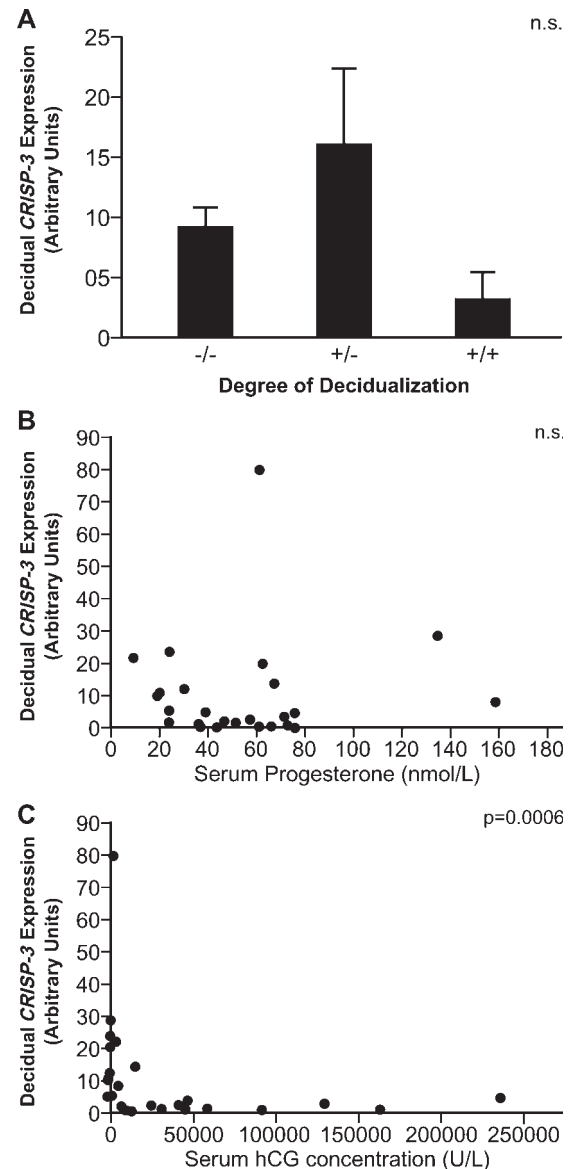 A
n.s.
Decidual CRISP-3 Expression
(Arbitrary Units)
25
20
15
10
05
0
-/- +/- +/+
Degree of Decidualization
B
n.s.
Decidual CRISP-3 Expression
(Arbitrary Units)
90
80
70
60
50
40
30
20
10
0
0 20 40 60 80 100 120 140 160 180
Serum Progesterone (nmol/L)
C
p=0.0006
Decidual CRISP-3 Expression
(Arbitrary Units)
90
80
70
60
50
40
30
20
10
0
0 50000 100000 150000 200000 250000
Serum hCG concentration (U/L)